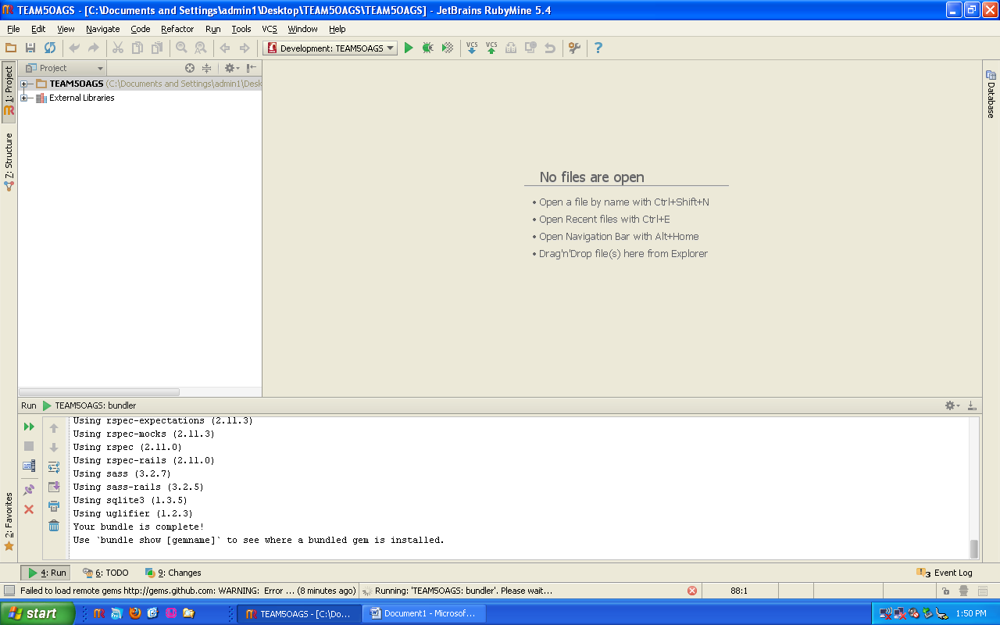 TEAM5OAGS - [C:\Documents and Settings\admin1\Desktop\TEAM5OAGS\TEAM5OAGS] - JetBrains RubyMine 5.4
File Edit View Navigate Code Refactor Run Tools VCS Window Help
Development: TEAM5OAGS VCS VCS ?
1: Project
Z: Structure
2: Favorites
Project
TEAM5OAGS (C:\Documents and Settings\admin1\Desk
External Libraries
No files are open
• Open a file by name with Ctrl+Shift+N
• Open Recent files with Ctrl+E
• Open Navigation Bar with Alt+Home
• Drag'n'Drop file(s) here from Explorer
Database
Run TEAM5OAGS: bundler
Using rspec-expectations (2.11.3)
Using rspec-mocks (2.11.3)
Using rspec (2.11.0)
Using rspec-rails (2.11.0)
Using sass (3.2.7)
Using sass-rails (3.2.5)
Using sqlite3 (1.3.5)
Using uglifier (1.2.3)
Your bundle is complete!
Use `bundle show [gemname]` to see where a bundled gem is installed.
4: Run 6: TODO 9: Changes 3 Event Log
Failed to load remote gems http://gems.github.com: WARNING: Error ... (8 minutes ago) Running: 'TEAM5OAGS: bundler'. Please wait... 88:1
start TEAM5OAGS - [C:\Do... Document1 - Microsof... 1:50 PM